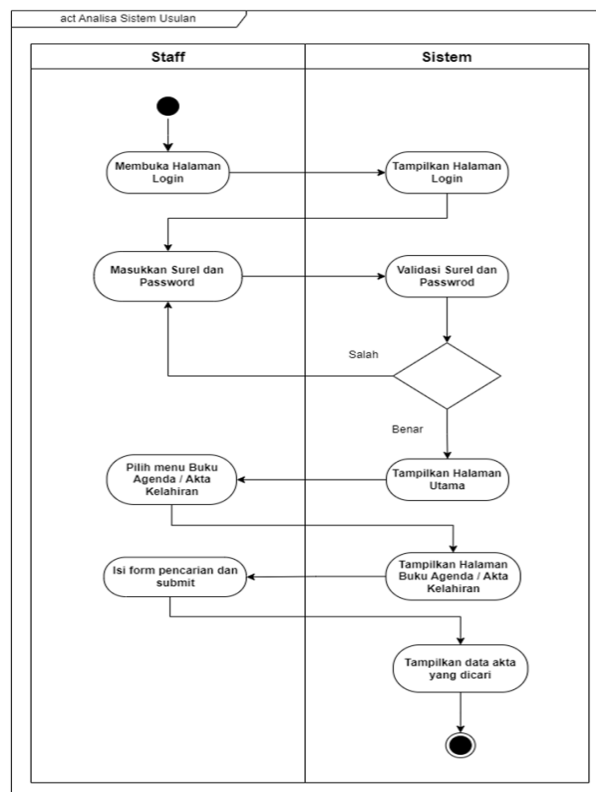 act Analisa Sistem Usulan
Staff
Sistem
Membuka Halaman
Login
Tampilkan Halaman
Login
Masukkan Surel dan
Password
Validasi Surel dan
Passwrod
Salah
Benar
Pilih menu Buku
Agenda / Akta
Kelahiran
Tampilkan Halaman
Utama
Isi form pencarian dan
submit
Tampilkan Halaman
Buku Agenda / Akta
Kelahiran
Tampilkan data akta
yang dicari